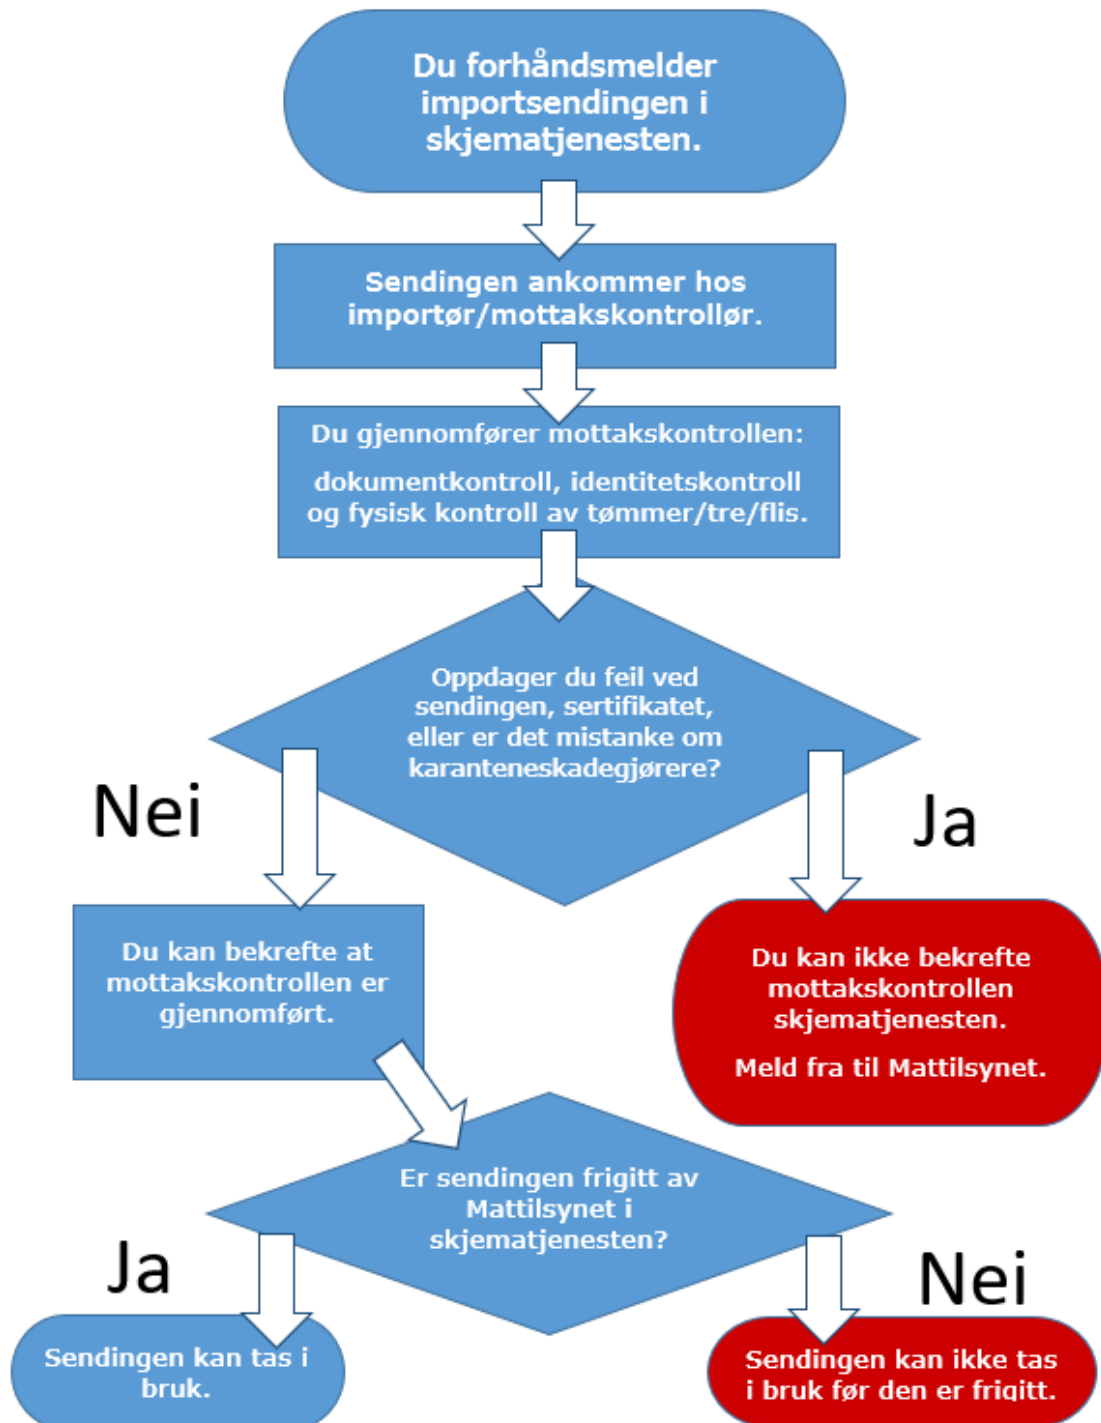 Du forhåndsmelder
importsendingen i
skjematjenesten.
Sendingen ankommer hos
importør/mottakskontrollør.
Du gjennomfører mottakskontrollen:
dokumentkontroll, identitetskontroll
og fysisk kontroll av tømmer/tre/flis.
Oppdager du feil ved
sendingen, sertifikatet,
eller er det mistanke om
karanteneskadegjørere?
Nei
Ja
Du kan bekrefte at
mottakskontrollen er
gjennomført.
Du kan ikke bekrefte
mottakskontrollen
skjematjenesten.
Meld fra til Mattilsynet.
Er sendingen frigitt av
Mattilsynet i
skjematjenesten?
Ja
Nei
Sendingen kan tas i
bruk.
Sendingen kan ikke tas
i bruk før den er frigitt.